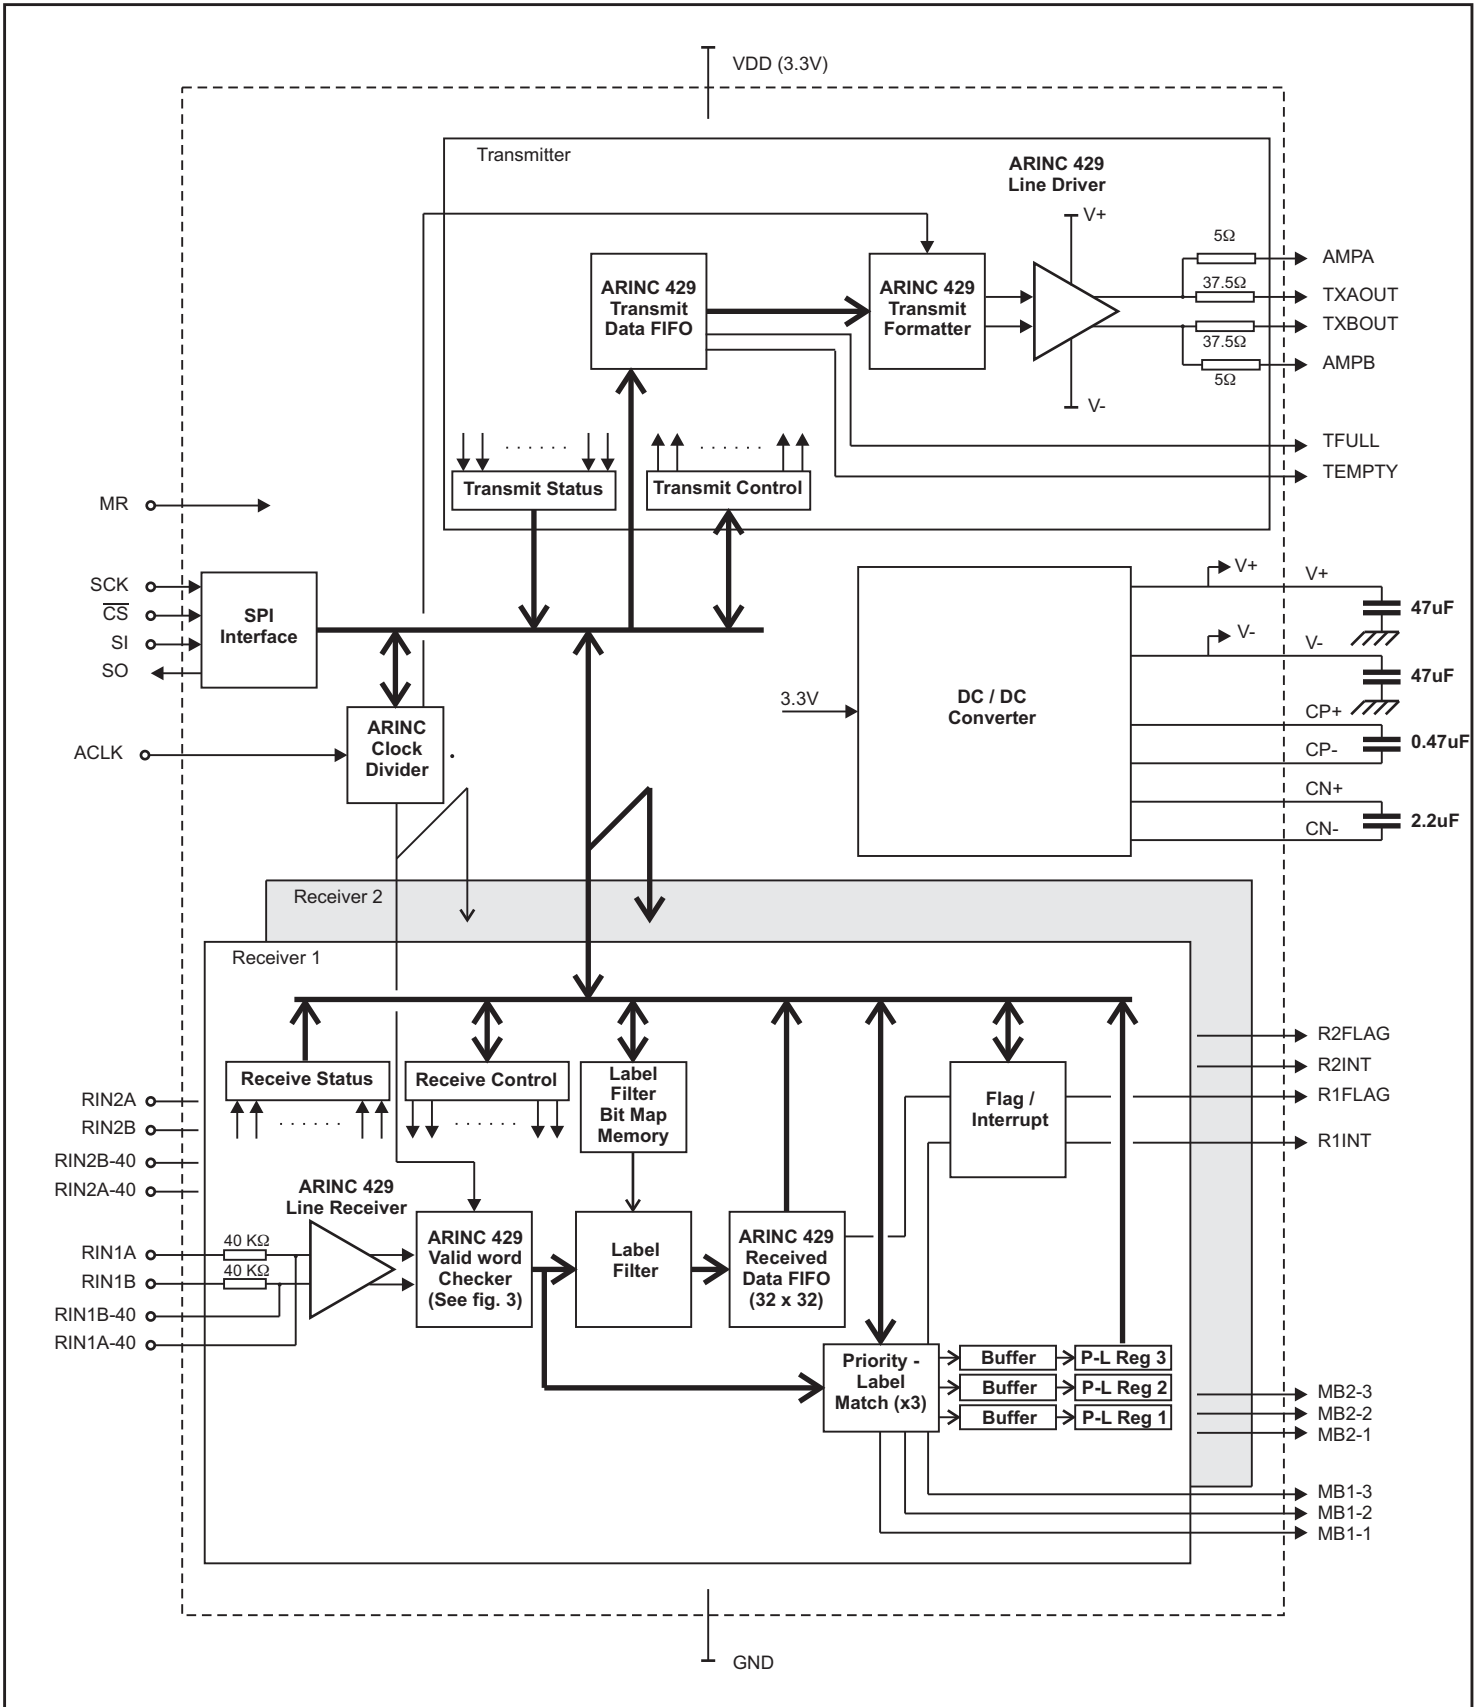 VDD (3.3V)
Transmitter
ARINC 429
Line Driver
V+
5Ω
AMPA
ARINC 429
Transmit
Data FIFO
ARINC 429
Transmit
Formatter
37.5Ω
TXAOUT
TXBOUT
37.5Ω
AMPB
5Ω
V-
TFULL
TEMPTY
. . . . . .
. . . . . .
Transmit Status
Transmit Control
MR
SCK
CS
SI
SO
SPI
Interface
V+
V+
47uF
V-
V-
47uF
3.3V
DC / DC
Converter
CP+
CP-
0.47uF
CN+
CN-
2.2uF
ACLK
ARINC
Clock
Divider
Receiver 2
Receiver 1
Receive Status
. . . . . .
Receive Control
. . . . . .
Label
Filter
Bit Map
Memory
Flag /
Interrupt
R2FLAG
R2INT
R1FLAG
R1INT
RIN2A
RIN2B
RIN2B-40
RIN2A-40
ARINC 429
Line Receiver
RIN1A
40 KΩ
RIN1B
40 KΩ
RIN1B-40
RIN1A-40
ARINC 429
Valid word
Checker
(See fig. 3)
Label
Filter
ARINC 429
Received
Data FIFO
(32 x 32)
Priority -
Label
Match (x3)
Buffer
P-L Reg 3
Buffer
P-L Reg 2
Buffer
P-L Reg 1
MB2-3
MB2-2
MB2-1
MB1-3
MB1-2
MB1-1
GND